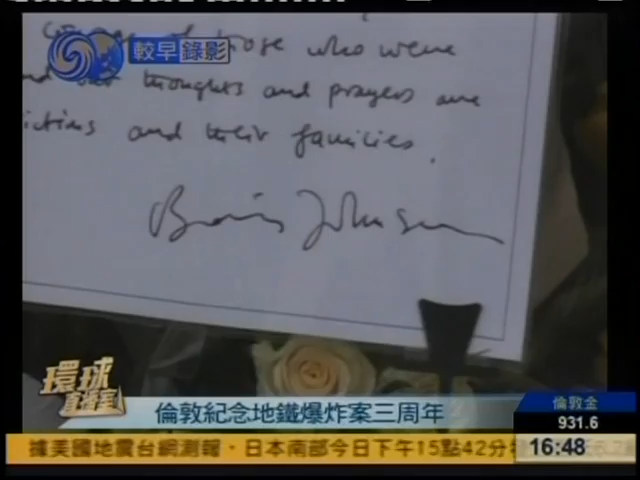 較早錄影
those who were
thoughts and prayers are
and their families.
Boris Johnson
環球
直播室
倫敦紀念地鐵爆炸案三周年
倫敦金
931.6
據美國地震台網測報·日本南部今日下午15點42分
16:48